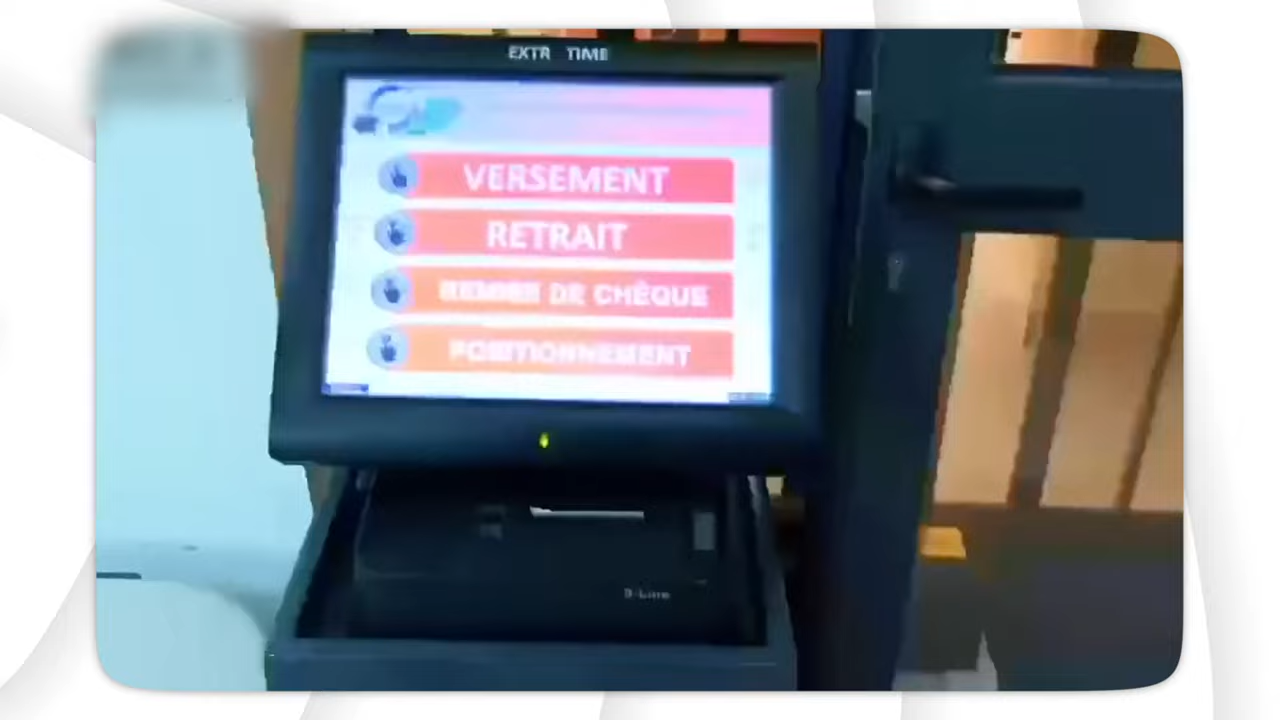 EXTR TIME
VERSEMENT
RETRAIT
REMISE DE CHÈQUE
POSITIONNEMENT